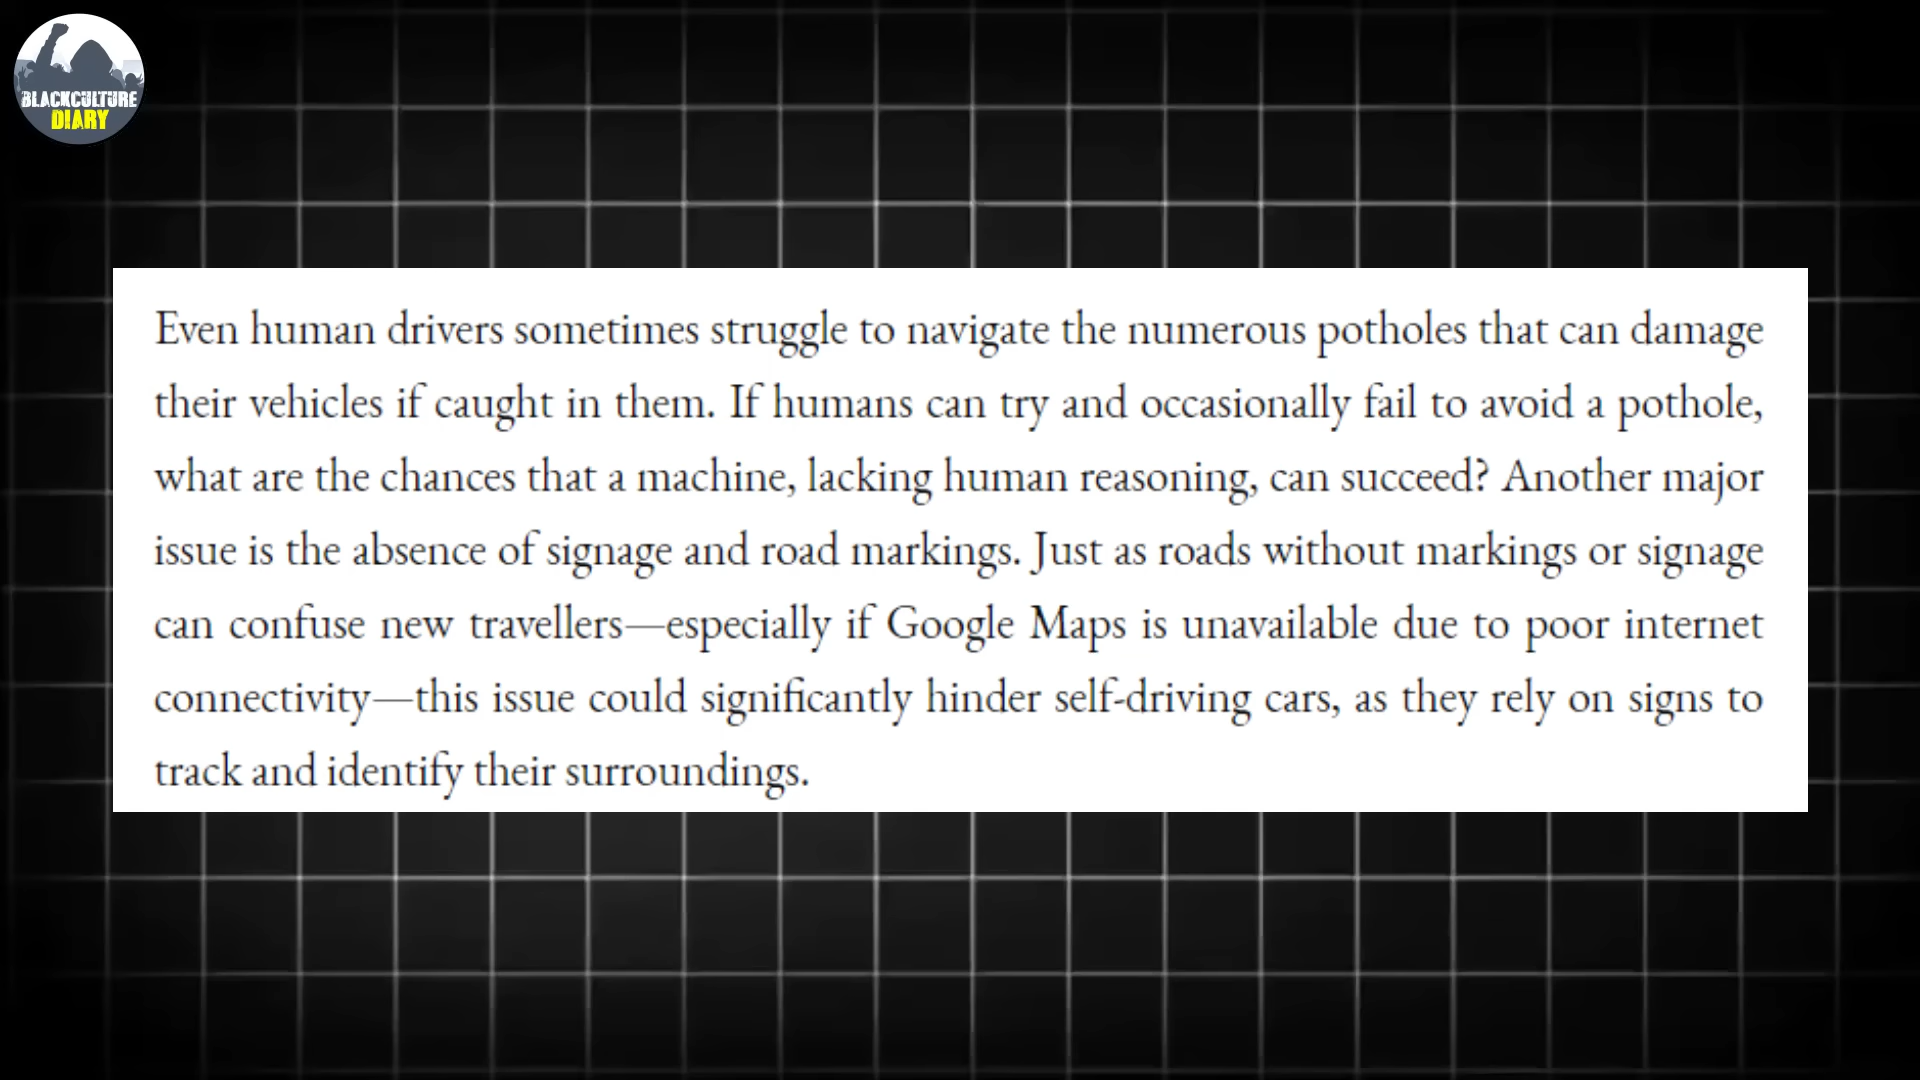 BLACKCULTURE
DIARY
Even human drivers sometimes struggle to navigate the numerous potholes that can damage
their vehicles if caught in them. If humans can try and occasionally fail to avoid a pothole,
what are the chances that a machine, lacking human reasoning, can succeed? Another major
issue is the absence of signage and road markings. Just as roads without markings or signage
can confuse new travellers—especially if Google Maps is unavailable due to poor internet
connectivity—this issue could significantly hinder self-driving cars, as they rely on signs to
track and identify their surroundings.